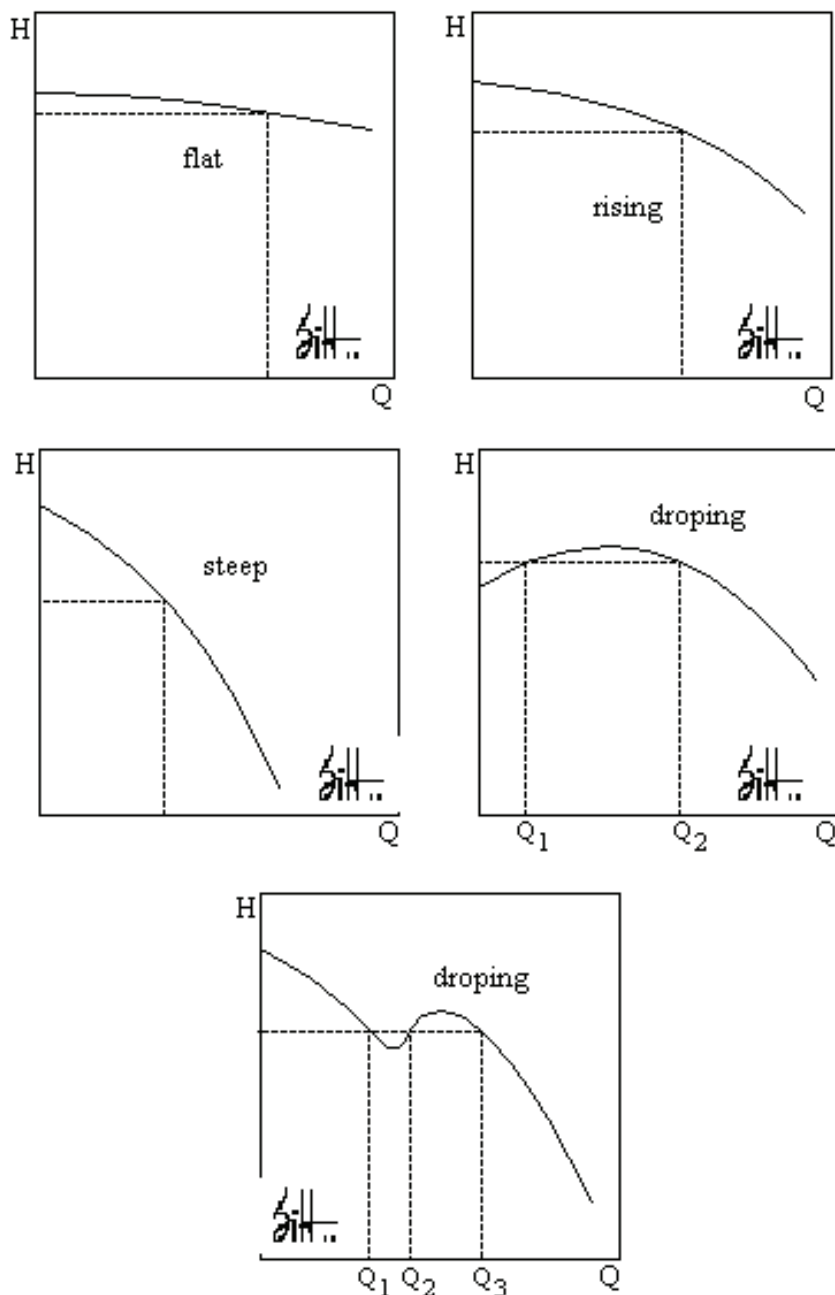 H
flat
Q
H
rising
Q
H
steep
Q
H
droping
Q1 Q2 Q
H
droping
Q1 Q2 Q3 Q